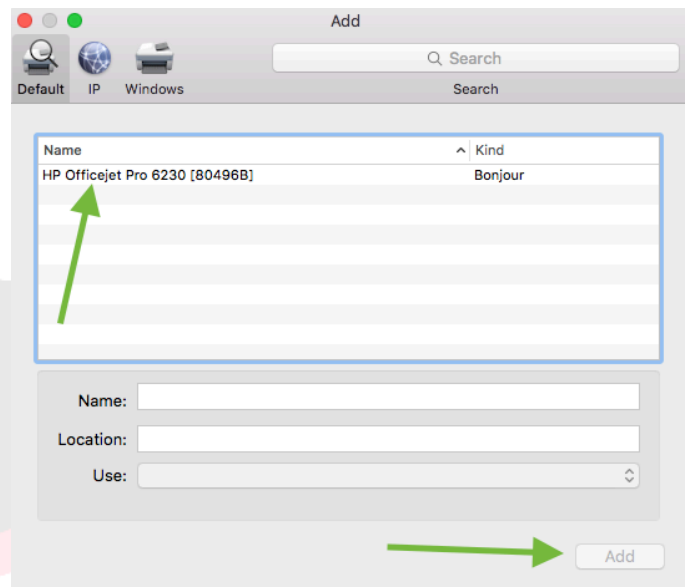 Add
Search
Default IP Windows Search
Name Kind
HP Officejet Pro 6230 [80496B] Bonjour
Name:
Location:
Use:
Add